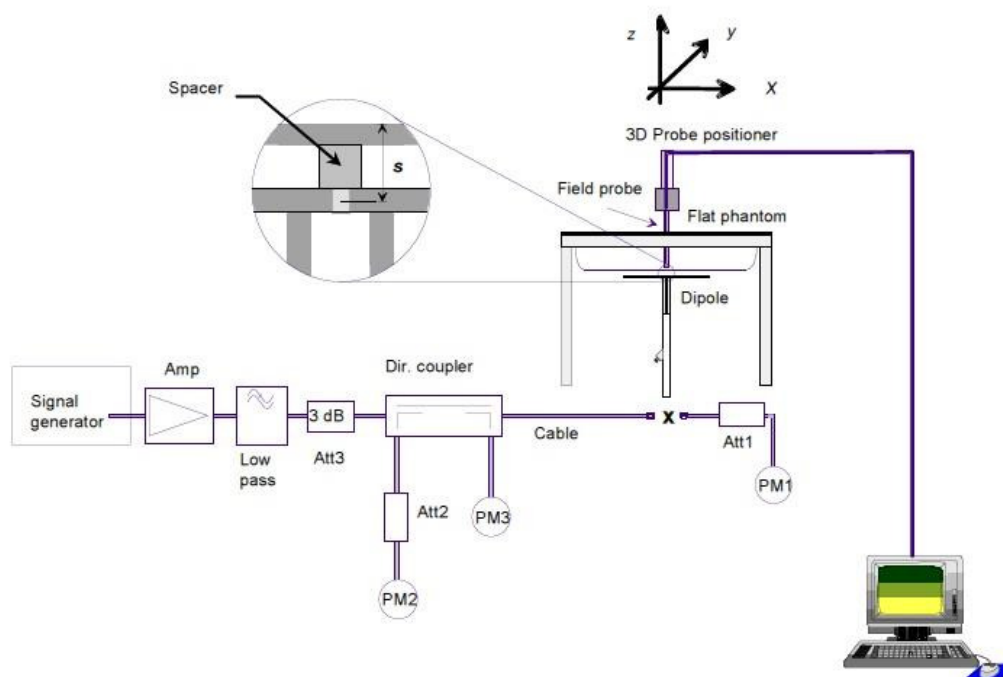 z
y
X
Spacer
s
3D Probe positioner
Field probe
Flat phantom
Dipole
Signal
generator
Amp
Low
pass
3 dB
Att3
Dir. coupler
Cable
X
Att1
PM1
Att2
PM3
PM2